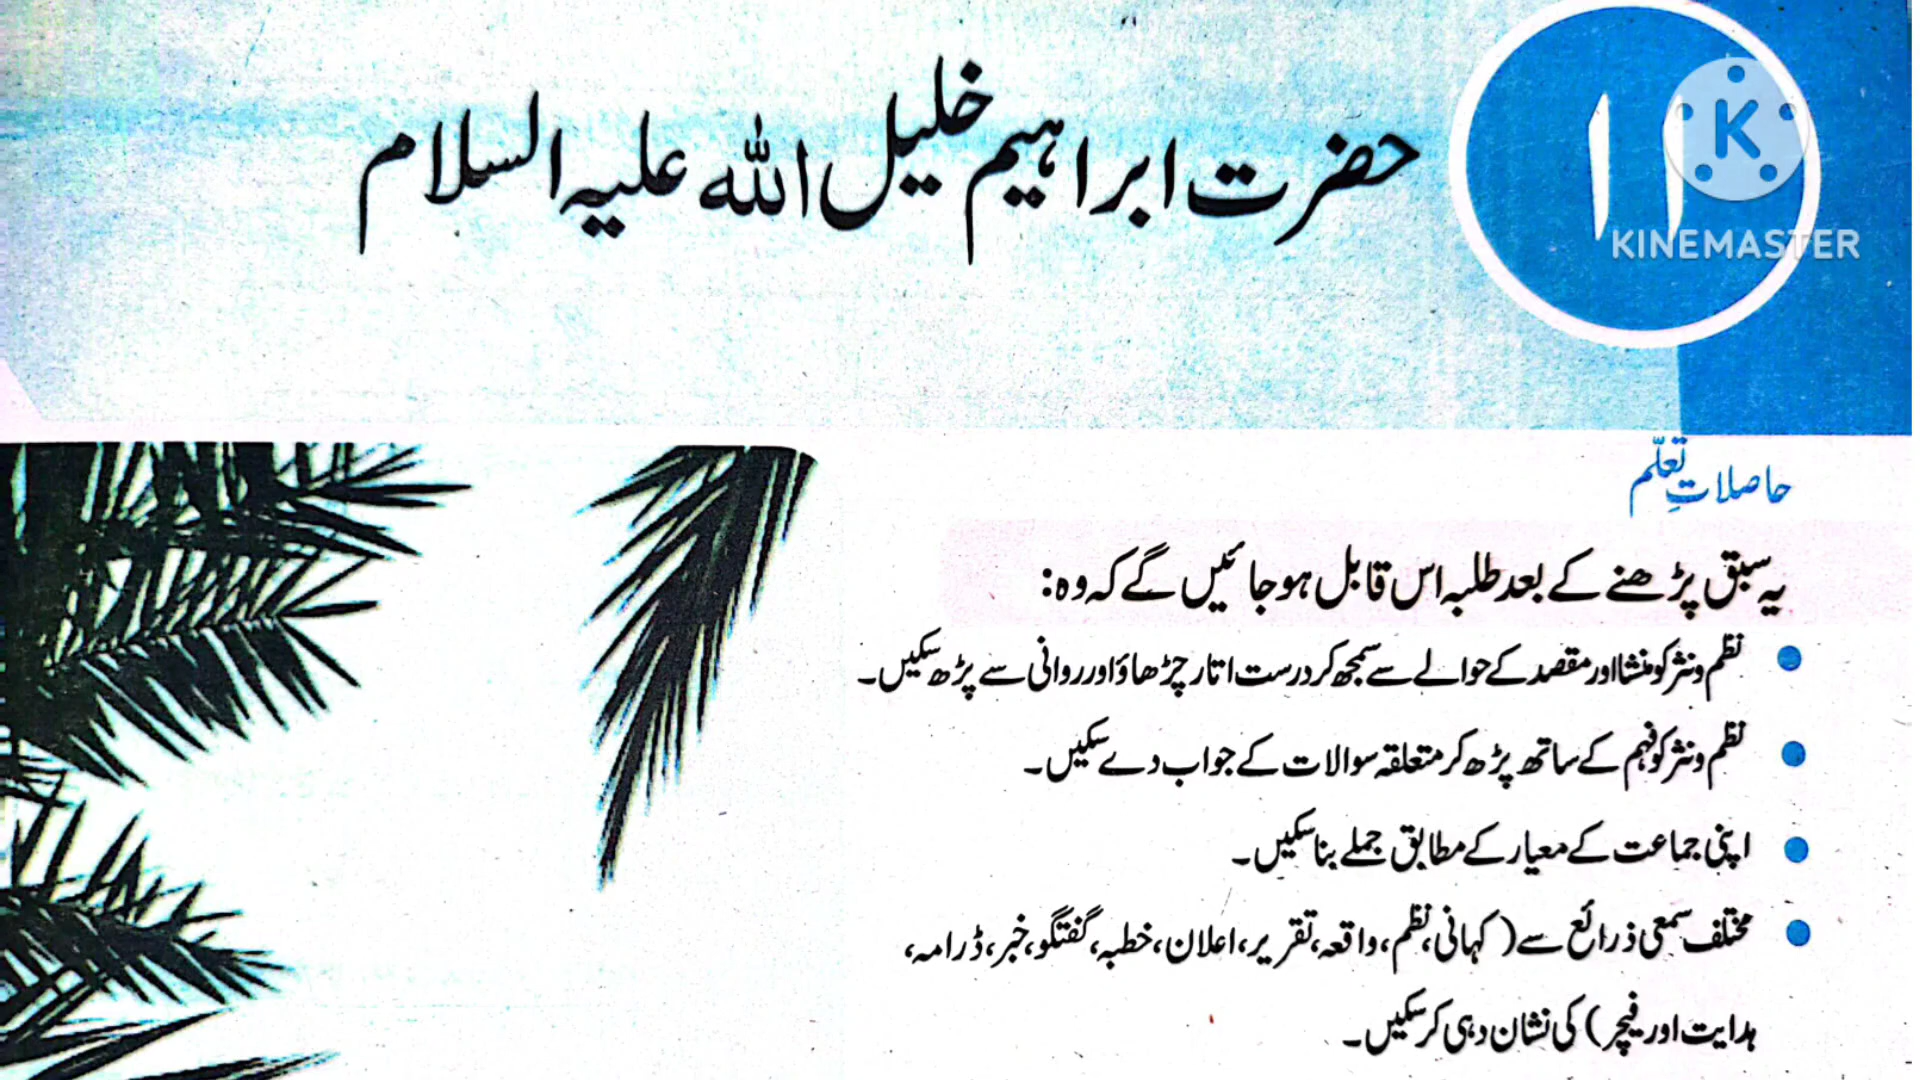 ۱۱
حضرت ابراہیم خلیل اللہ علیہ السلام
K
KINEMASTER
حاصلاتِ تعلّم
یہ سبق پڑھنے کے بعد طلبہ اس قابل ہو جائیں گے کہ وہ:
نظم و نثر کو منشا اور مقصد کے حوالے سے سمجھ کر درست اتار چڑھاؤ اور روانی سے پڑھ سکیں۔
نظم و نثر کو فہم کے ساتھ پڑھ کر متعلقہ سوالات کے جواب دے سکیں۔
اپنی جماعت کے معیار کے مطابق جملے بنا سکیں۔
مختلف سمعی ذرائع سے (کہانی، نظم، واقعہ، تقریر، اعلان، خطبہ، گفتگو، خبر، ڈرامہ،
ہدایت اور فیچر) کی نشان دہی کر سکیں۔